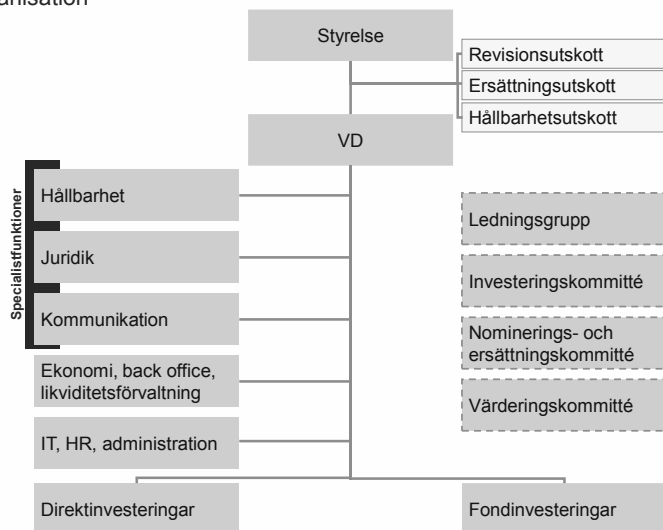 Styrelse
Revisionsutskott
Ersättningsutskott
Hållbarhetsutskott
VD
Specialistfunktioner
Hållbarhet
Juridik
Kommunikation
Ekonomi, back office,
likviditetsförvaltning
IT, HR, administration
Ledningsgrupp
Investeringskommitté
Nominerings- och
ersättningskommitté
Värderingskommitté
Direktinvesteringar
Fondinvesteringar